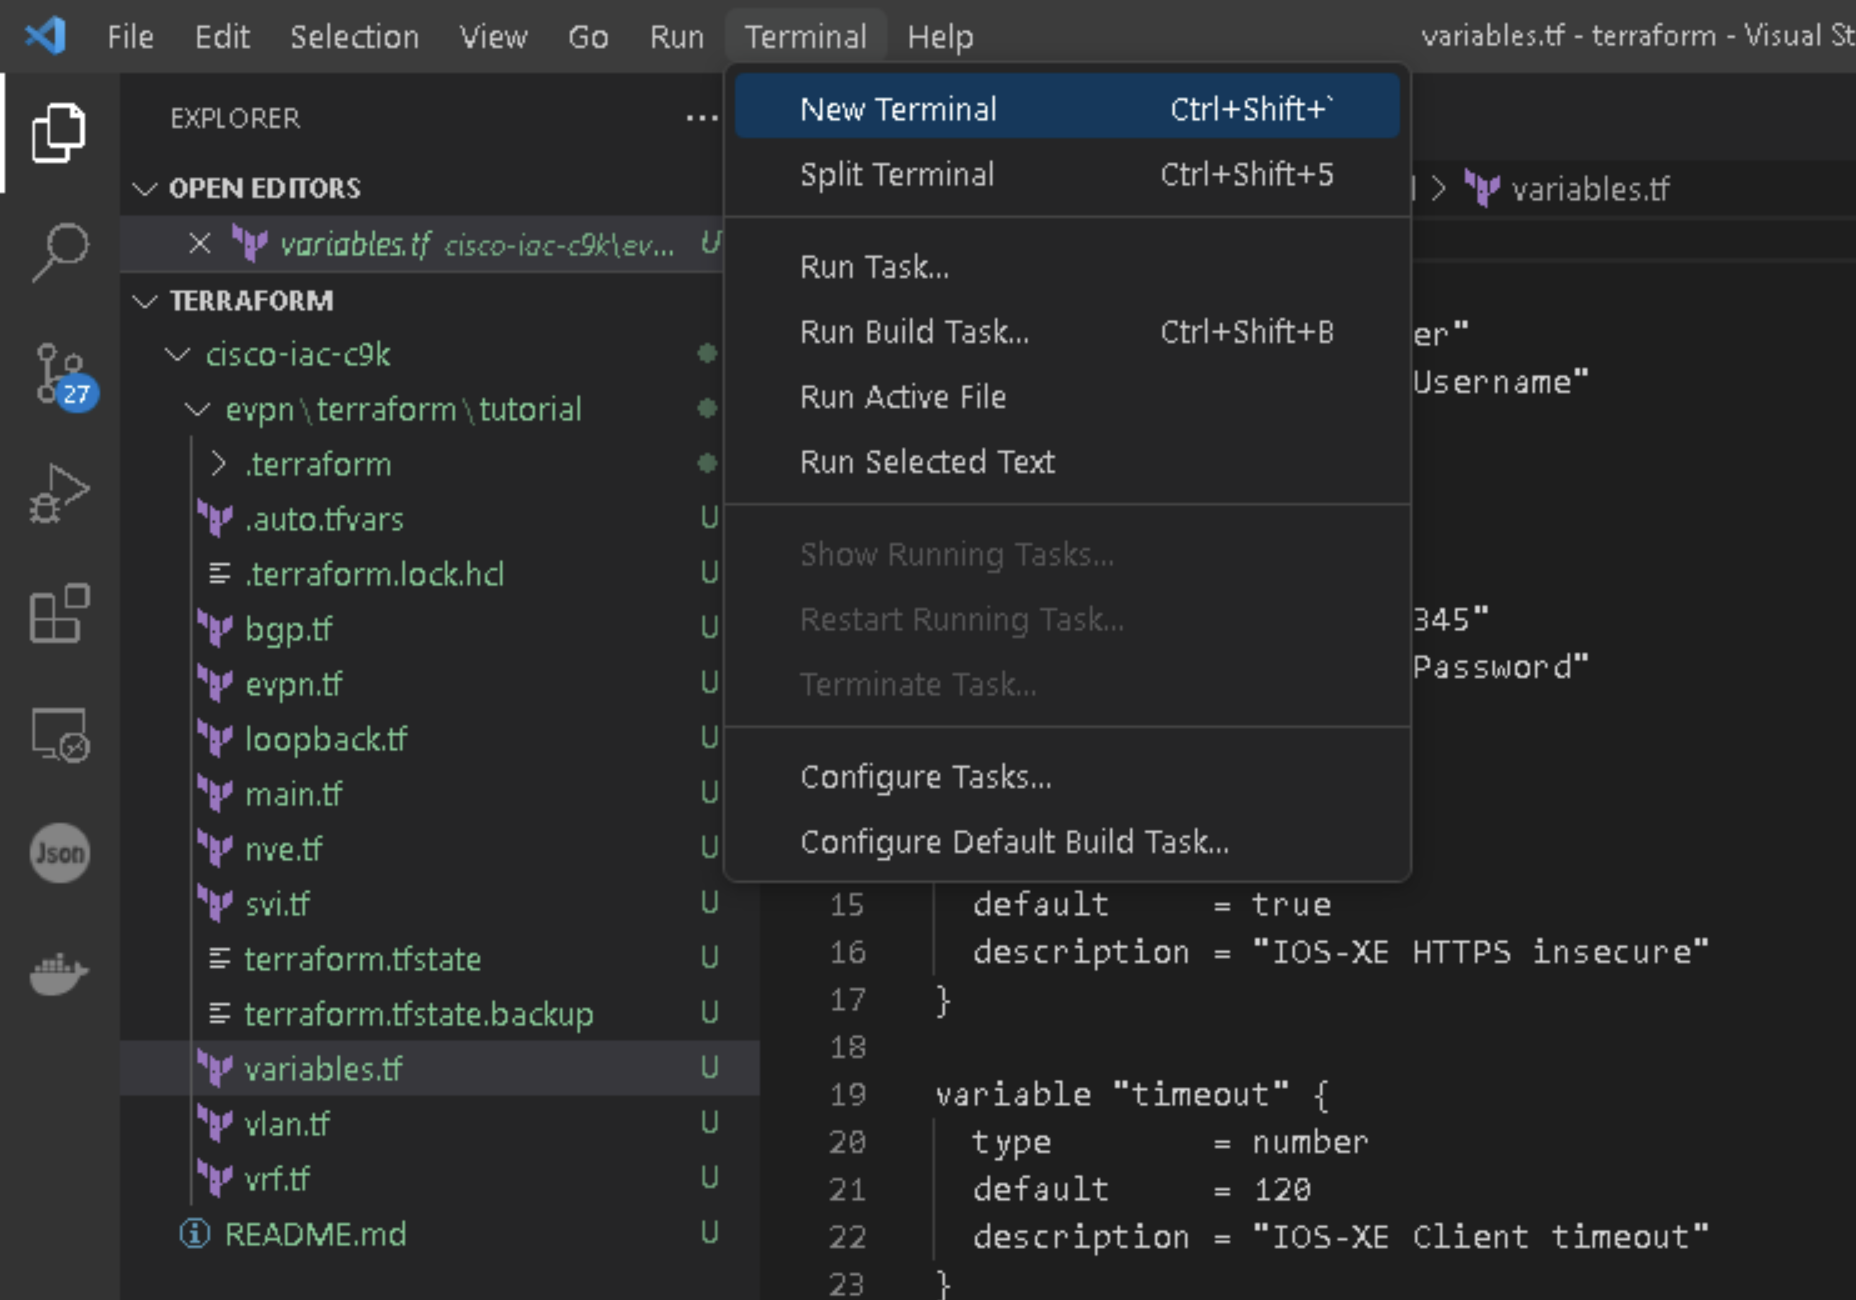 File Edit Selection View Go Run Terminal Help variables.tf - terraform - Visual St
EXPLORER ...
OPEN EDITORS
variables.tf cisco-iac-c9k\ev... U
TERRAFORM
cisco-iac-c9k
evpn\terraform\tutorial
.terraform
.auto.tfvars U
.terraform.lock.hcl U
bgp.tf U
evpn.tf U
loopback.tf U
main.tf U
nve.tf U
svi.tf U
terraform.tfstate U
terraform.tfstate.backup U
variables.tf U
vlan.tf U
vrf.tf U
README.md U
27
Json
New Terminal Ctrl+Shift+`
Split Terminal Ctrl+Shift+5
Run Task...
Run Build Task... Ctrl+Shift+B
Run Active File
Run Selected Text
Show Running Tasks...
Restart Running Task...
Terminate Task...
Configure Tasks...
Configure Default Build Task...
> variables.tf
er"
Username"
345"
Password"
15 default = true
16 description = "IOS-XE HTTPS insecure"
17 }
18
19 variable "timeout" {
20 type = number
21 default = 120
22 description = "IOS-XE Client timeout"
23 }